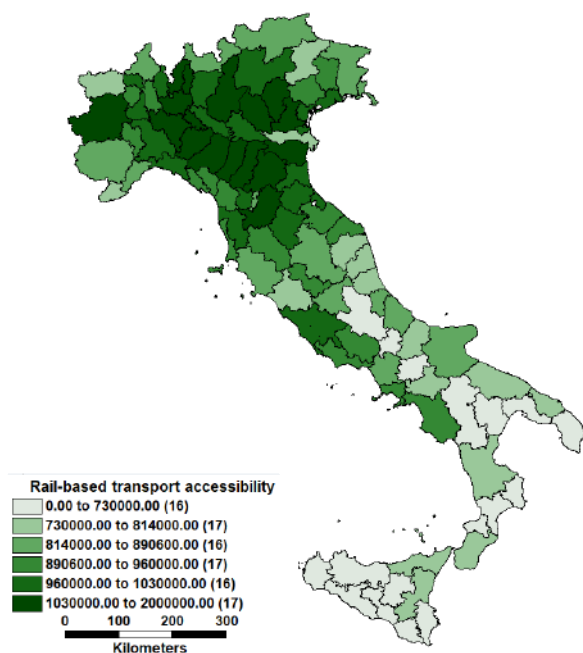 Rail-based transport accessibility
0.00 to 730000.00 (16)
730000.00 to 814000.00 (17)
814000.00 to 890600.00 (16)
890600.00 to 960000.00 (17)
960000.00 to 1030000.00 (16)
1030000.00 to 2000000.00 (17)
0 100 200 300
Kilometers